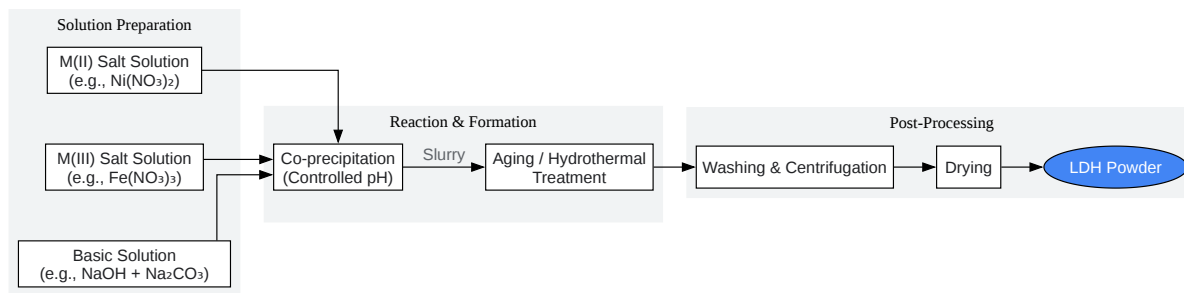 Solution Preparation
M(II) Salt Solution
(e.g., Ni(NO₃)₂)
M(III) Salt Solution
(e.g., Fe(NO₃)₃)
Basic Solution
(e.g., NaOH + Na₂CO₃)
Reaction & Formation
Co-precipitation
(Controlled pH)
Slurry
Aging / Hydrothermal
Treatment
Post-Processing
Washing & Centrifugation
Drying
LDH Powder